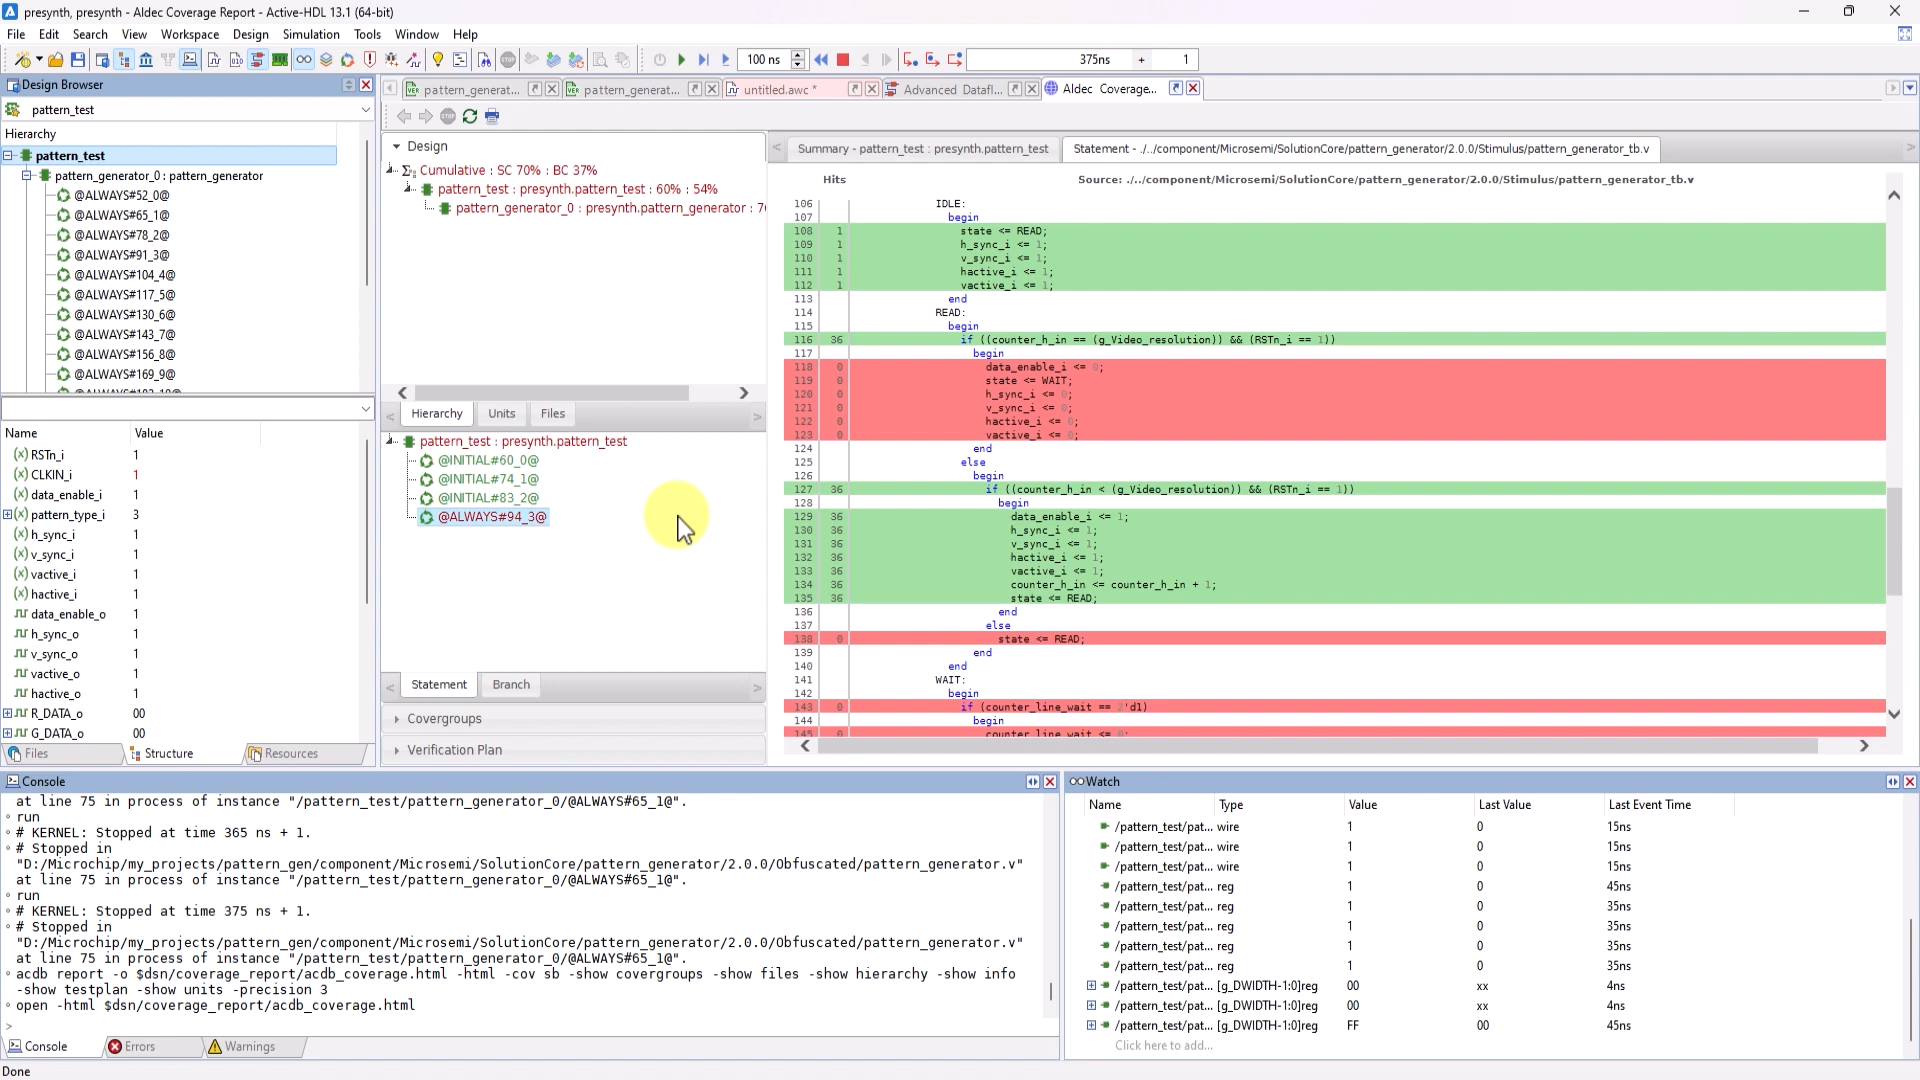 presynth, presynth - Aldec Coverage Report - Active-HDL 13.1 (64-bit)
File Edit Search View Workspace Design Simulation Tools Window Help
100 ns 375ns + 1
Design Browser
pattern_test
Hierarchy
pattern_test
pattern_generator_0 : pattern_generator
@ALWAYS#52_0@
@ALWAYS#65_1@
@ALWAYS#78_2@
@ALWAYS#91_3@
@ALWAYS#104_4@
@ALWAYS#117_5@
@ALWAYS#130_6@
@ALWAYS#143_7@
@ALWAYS#156_8@
@ALWAYS#169_9@
Name Value
RSTn_i 1
CLKIN_i 1
data_enable_i 1
pattern_type_i 3
h_sync_i 1
v_sync_i 1
vactive_i 1
hactive_i 1
data_enable_o 1
h_sync_o 1
v_sync_o 1
vactive_o 1
hactive_o 1
R_DATA_o 00
G_DATA_o 00
Files Structure Resources
pattern_generat... pattern_generat... untitled.awc * Advanced Datafl... Aldec Coverage...
Design
Cumulative : SC 70% : BC 37%
pattern_test : presynth.pattern_test : 60% : 54%
pattern_generator_0 : presynth.pattern_generator : 7
Hierarchy Units Files
pattern_test : presynth.pattern_test
@INITIAL#60_0@
@INITIAL#74_1@
@INITIAL#83_2@
@ALWAYS#94_3@
Statement Branch
Covergroups
Verification Plan
Summary - pattern_test : presynth.pattern_test Statement - ./../component/Microsemi/SolutionCore/pattern_generator/2.0.0/Stimulus/pattern_generator_tb.v
Hits Source: ./../component/Microsemi/SolutionCore/pattern_generator/2.0.0/Stimulus/pattern_generator_tb.v
106 IDLE:
107 begin
108 1 state <= READ;
109 1 h_sync_i <= 1;
110 1 v_sync_i <= 1;
111 1 hactive_i <= 1;
112 1 vactive_i <= 1;
113 end
114 READ:
115 begin
116 36 if ((counter_h_in == (g_Video_resolution)) && (RSTn_i == 1))
117 begin
118 0 data_enable_i <= 0;
119 0 state <= WAIT;
120 0 h_sync_i <= 0;
121 0 v_sync_i <= 0;
122 0 hactive_i <= 0;
123 0 vactive_i <= 0;
124 end
125 else
126 begin
127 36 if ((counter_h_in < (g_Video_resolution)) && (RSTn_i == 1))
128 begin
129 36 data_enable_i <= 1;
130 36 h_sync_i <= 1;
131 36 v_sync_i <= 1;
132 36 hactive_i <= 1;
133 36 vactive_i <= 1;
134 36 counter_h_in <= counter_h_in + 1;
135 36 state <= READ;
136 end
137 else
138 0 state <= READ;
139 end
140 end
141 WAIT:
142 begin
143 0 if (counter_line_wait == 2'd1)
144 begin
145 0 counter_line_wait <= 0;
Console
at line 75 in process of instance "/pattern_test/pattern_generator_0/@ALWAYS#65_1@".
run
# KERNEL: Stopped at time 365 ns + 1.
# Stopped in
"D:/Microchip/my_projects/pattern_gen/component/Microsemi/SolutionCore/pattern_generator/2.0.0/Obfuscated/pattern_generator.v"
at line 75 in process of instance "/pattern_test/pattern_generator_0/@ALWAYS#65_1@".
run
# KERNEL: Stopped at time 375 ns + 1.
# Stopped in
"D:/Microchip/my_projects/pattern_gen/component/Microsemi/SolutionCore/pattern_generator/2.0.0/Obfuscated/pattern_generator.v"
at line 75 in process of instance "/pattern_test/pattern_generator_0/@ALWAYS#65_1@".
acdb report -o $dsn/coverage_report/acdb_coverage.html -html -cov sb -show covergroups -show files -show hierarchy -show info
-show testplan -show units -precision 3
open -html $dsn/coverage_report/acdb_coverage.html
>
Console Errors Warnings
Watch
Name Type Value Last Value Last Event Time
/pattern_test/pat... wire 1 0 15ns
/pattern_test/pat... wire 1 0 15ns
/pattern_test/pat... wire 1 0 15ns
/pattern_test/pat... reg 1 0 45ns
/pattern_test/pat... reg 1 0 35ns
/pattern_test/pat... reg 1 0 35ns
/pattern_test/pat... reg 1 0 35ns
/pattern_test/pat... reg 1 0 35ns
/pattern_test/pat... [g_DWIDTH-1:0]reg 00 xx 4ns
/pattern_test/pat... [g_DWIDTH-1:0]reg 00 xx 4ns
/pattern_test/pat... [g_DWIDTH-1:0]reg FF 00 45ns
Click here to add...
Done